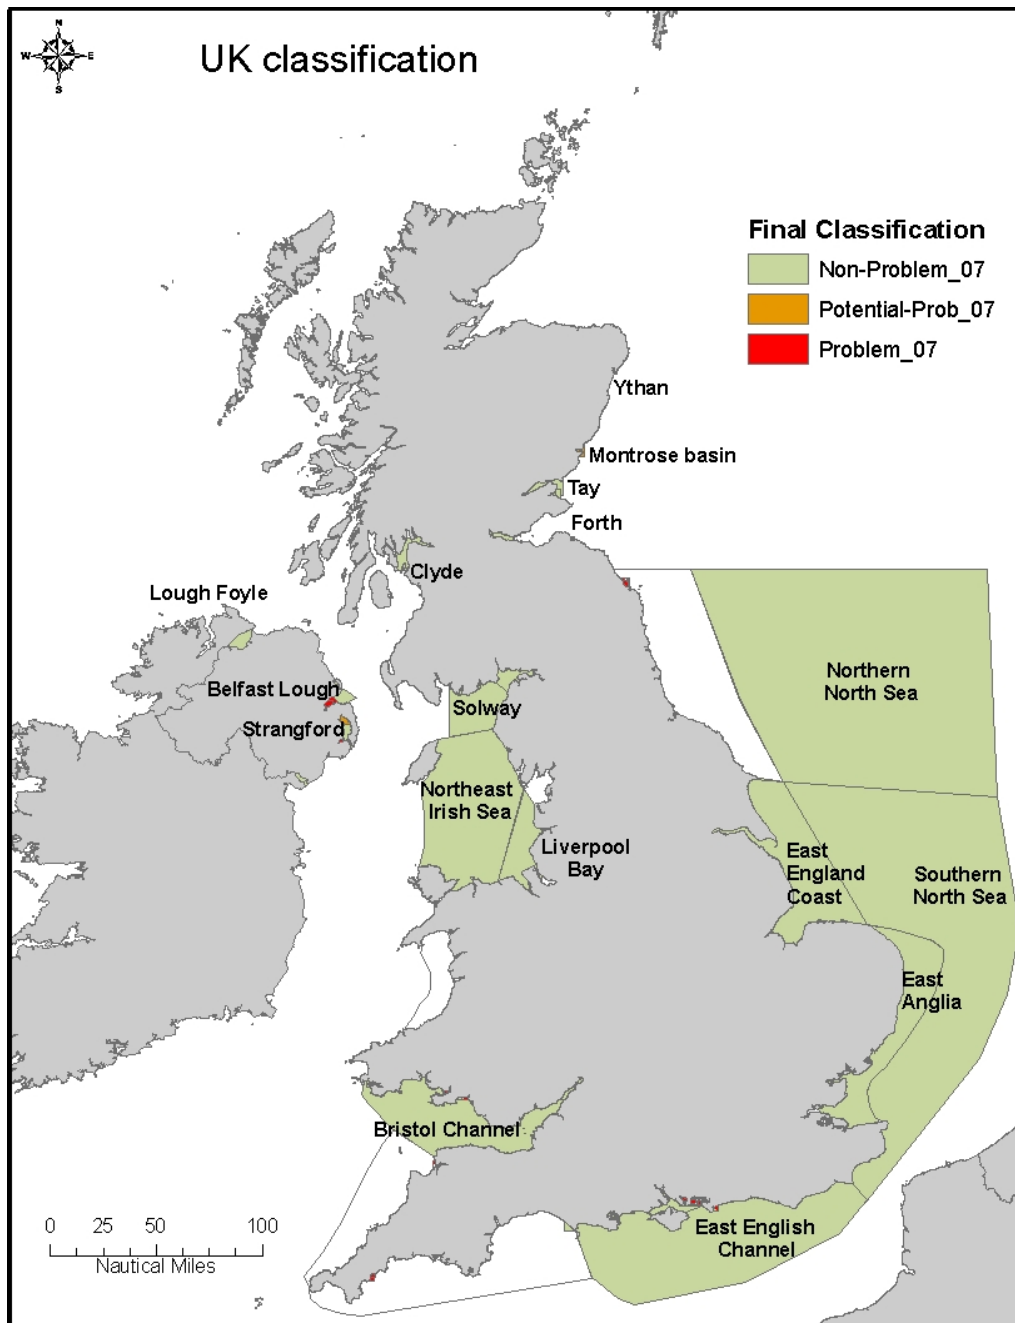 N
W
E
S
UK classification
Final Classification
Non-Problem_07
Potential-Prob_07
Problem_07
Ythan
Montrose basin
Tay
Forth
Clyde
Lough Foyle
Northern
North Sea
Belfast Lough
Solway
Strangford
Northeast
Irish Sea
Liverpool
Bay
East
England
Coast
Southern
North Sea
East
Anglia
Bristol Channel
East English
Channel
0 25 50 100
Nautical Miles